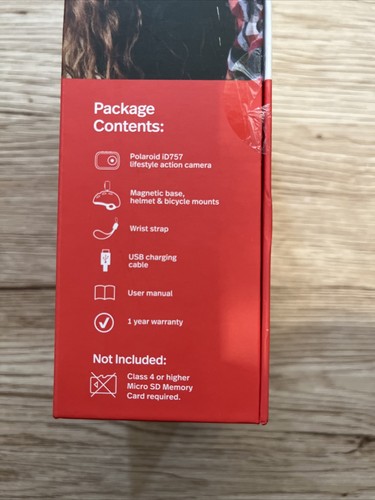 Package
Contents:
Polaroid iD757
lifestyle action camera
Magnetic base,
helmet & bicycle mounts
Wrist strap
USB charging
cable
User manual
1 year warranty
Not Included:
Class 4 or higher
Micro SD Memory
Card required.